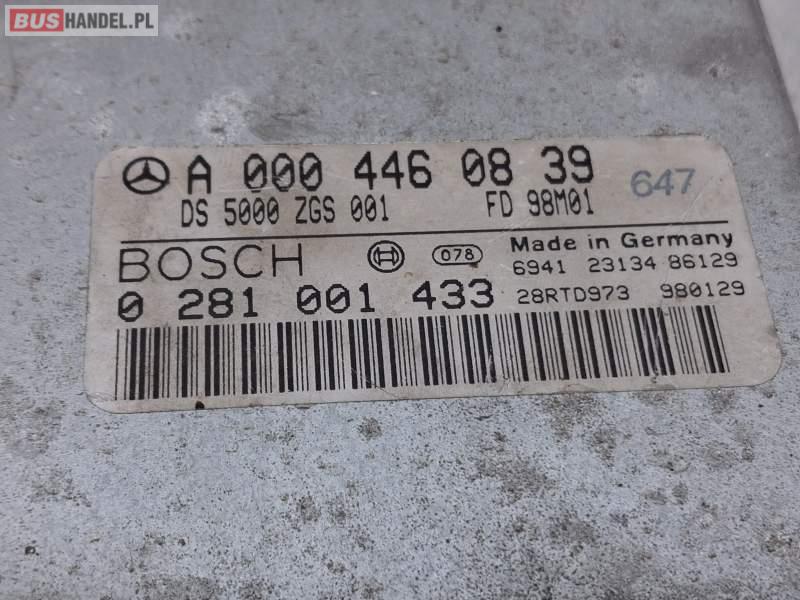 BUSHANDEL.PL
A 000 446 08 39 647
DS 5000 ZGS 001 FD 98M01
BOSCH 078 Made in Germany
6941 23134 86129
0 281 001 433 28RTD973 980129